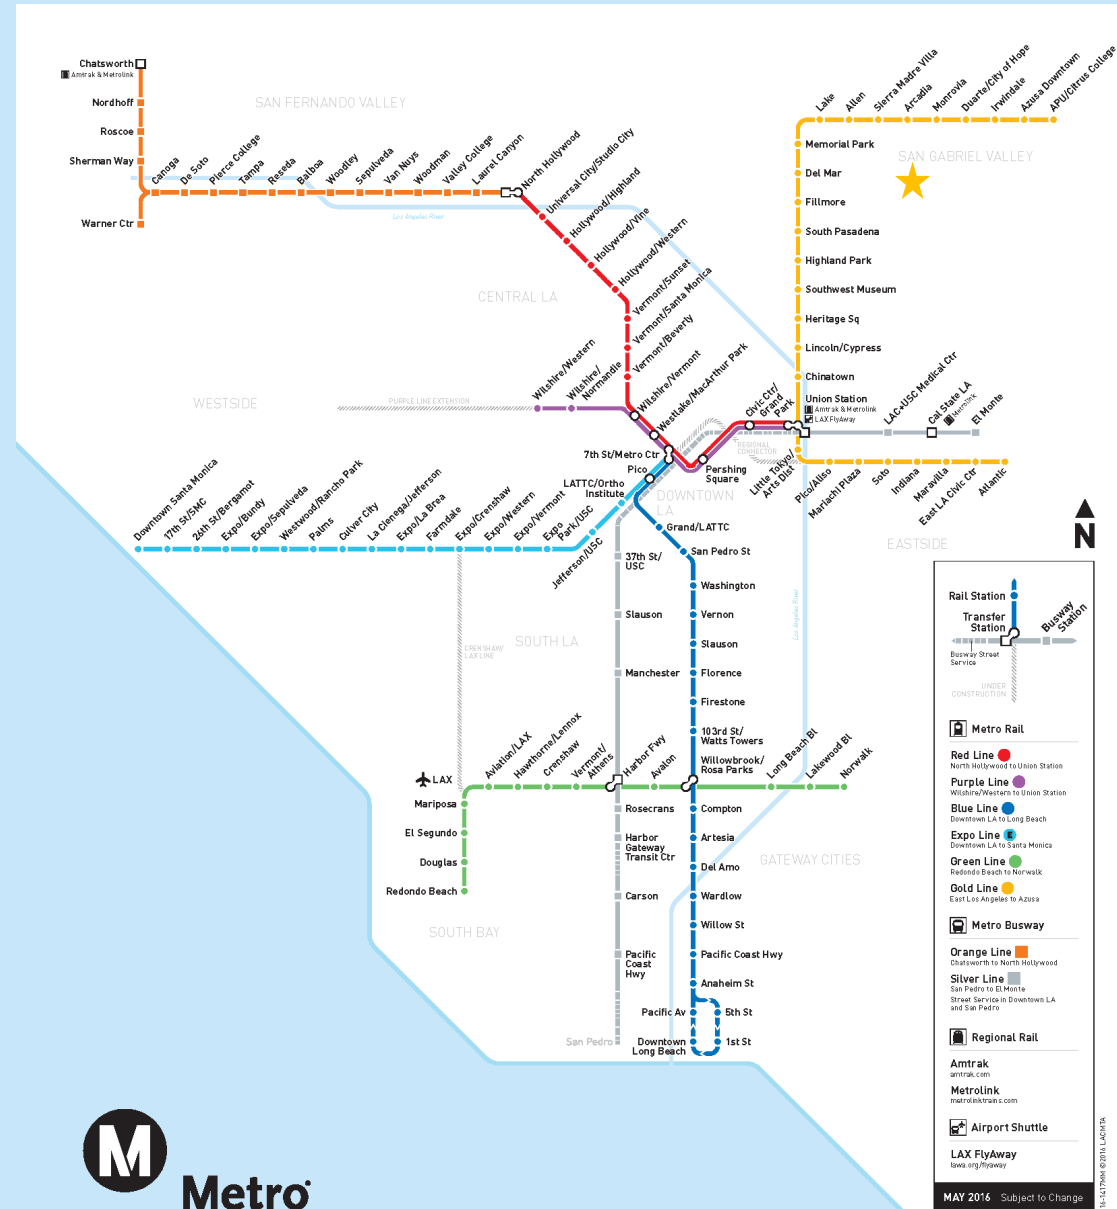 Chatsworth
Amtrak & Metrolink
Nordhoff
Roscoe
Sherman Way
Warner Ctr
Canoga
De Soto
Pierce College
Tampa
Reseda
Balboa
Woodley
Sepulveda
Van Nuys
Woodman
Valley College
Laurel Canyon
North Hollywood
SAN FERNANDO VALLEY
Los Angeles River
Universal City/Studio City
Hollywood/Highland
Hollywood/Vine
Hollywood/Western
Vermont/Sunset
Vermont/Santa Monica
Vermont/Beverly
CENTRAL LA
WESTSIDE
PURPLE LINE EXTENSION
Wilshire/Western
Wilshire/
Normandie
Wilshire/Vermont
Westlake/MacArthur Park
7th St/Metro Ctr
Pico
Pershing
Square
Civic Ctr/
Grand
Park
REGIONAL
CONNECTOR
DOWNTOWN
LA
Lake
Allen
Sierra Madre Villa
Arcadia
Monrovia
Duarte/City of Hope
Irwindale
Azusa Downtown
APU/Citrus College
SAN GABRIEL VALLEY
Memorial Park
Del Mar
Fillmore
South Pasadena
Highland Park
Southwest Museum
Heritage Sq
Lincoln/Cypress
Chinatown
Union Station
Amtrak & Metrolink
LAX FlyAway
LAC+USC Medical Ctr
Cal State LA
Metrolink
El Monte
Little Tokyo/
Arts Dist
Pico/Aliso
Mariachi Plaza
Soto
Indiana
Maravilla
East LA Civic Ctr
Atlantic
EASTSIDE
Downtown Santa Monica
17th St/SMC
26th St/Bergamot
Expo/Bundy
Expo/Sepulveda
Westwood/Rancho Park
Palms
Culver City
La Cienega/Jefferson
Expo/La Brea
Farmdale
Expo/Crenshaw
Expo/Western
Expo/Vermont
Expo
Park/USC
Jefferson/USC
LATTC/Ortho
Institute
Grand/LATTC
San Pedro St
Washington
Vernon
Slauson
Florence
Firestone
103rd St/
Watts Towers
Willowbrook/
Rosa Parks
Compton
Artesia
Del Amo
Wardlow
Willow St
Pacific Coast Hwy
Anaheim St
Pacific Av
5th St
Downtown
Long Beach
1st St
37th St/
USC
Slauson
Manchester
Harbor Fwy
Rosecrans
Harbor
Gateway
Transit Ctr
Carson
Pacific
Coast
Hwy
San Pedro
SOUTH LA
CRENSHAW/
LAX LINE
Los Angeles River
LAX
Aviation/LAX
Hawthorne/Lennox
Crenshaw
Vermont/
Athens
Avalon
Long Beach Bl
Lakewood Bl
Norwalk
Mariposa
El Segundo
Douglas
Redondo Beach
SOUTH BAY
GATEWAY CITIES
N
Rail Station
Transfer
Station
Busway
Station
Busway Street
Service
UNDER
CONSTRUCTION
Metro Rail
Red Line
North Hollywood to Union Station
Purple Line
Wilshire/Western to Union Station
Blue Line
Downtown LA to Long Beach
Expo Line E
Downtown LA to Santa Monica
Green Line
Redondo Beach to Norwalk
Gold Line
East Los Angeles to Azusa
Metro Busway
Orange Line
Chatsworth to North Hollywood
Silver Line
San Pedro to El Monte
Street Service in Downtown LA
and San Pedro
Regional Rail
Amtrak
amtrak.com
Metrolink
metrolinktrains.com
Airport Shuttle
LAX FlyAway
lawa.org/flyaway
MAY 2016 Subject to Change
16-1417MM ©2016 LACMTA
M
Metro